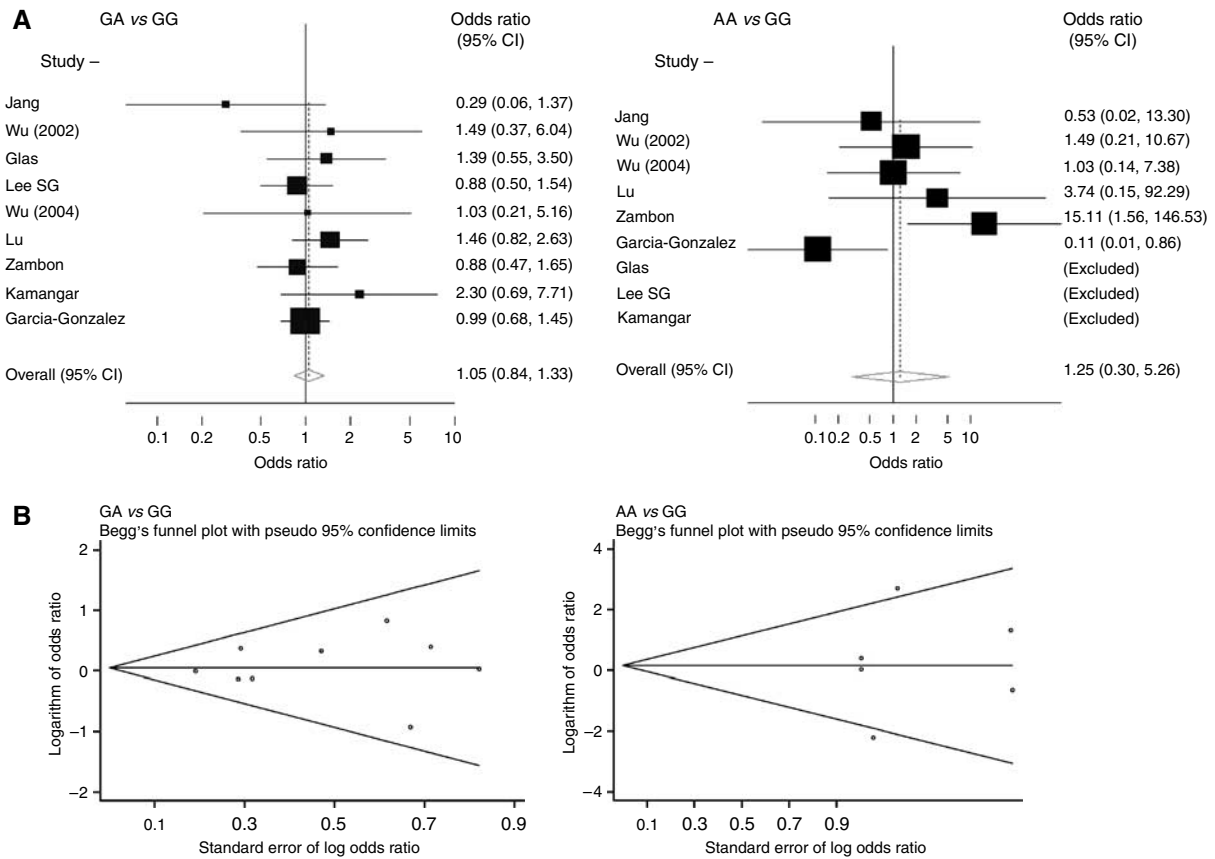 A
GA vs GG
Odds ratio
(95% CI)
Study –
Jang 0.29 (0.06, 1.37)
Wu (2002) 1.49 (0.37, 6.04)
Glas 1.39 (0.55, 3.50)
Lee SG 0.88 (0.50, 1.54)
Wu (2004) 1.03 (0.21, 5.16)
Lu 1.46 (0.82, 2.63)
Zambon 0.88 (0.47, 1.65)
Kamangar 2.30 (0.69, 7.71)
Garcia-Gonzalez 0.99 (0.68, 1.45)
Overall (95% CI) 1.05 (0.84, 1.33)
0.1 0.2 0.5 1 2 5 10
Odds ratio
AA vs GG
Odds ratio
(95% CI)
Study –
Jang 0.53 (0.02, 13.30)
Wu (2002) 1.49 (0.21, 10.67)
Wu (2004) 1.03 (0.14, 7.38)
Lu 3.74 (0.15, 92.29)
Zambon 15.11 (1.56, 146.53)
Garcia-Gonzalez 0.11 (0.01, 0.86)
Glas (Excluded)
Lee SG (Excluded)
Kamangar (Excluded)
Overall (95% CI) 1.25 (0.30, 5.26)
0.1 0.2 0.5 1 2 5 10
Odds ratio
B
GA vs GG
Begg's funnel plot with pseudo 95% confidence limits
Logarithm of odds ratio
2
1
0
–1
–2
0.1 0.3 0.5 0.7 0.9
Standard error of log odds ratio
AA vs GG
Begg's funnel plot with pseudo 95% confidence limits
Logarithm of odds ratio
4
2
0
–2
–4
0.1 0.3 0.5 0.7 0.9
Standard error of log odds ratio